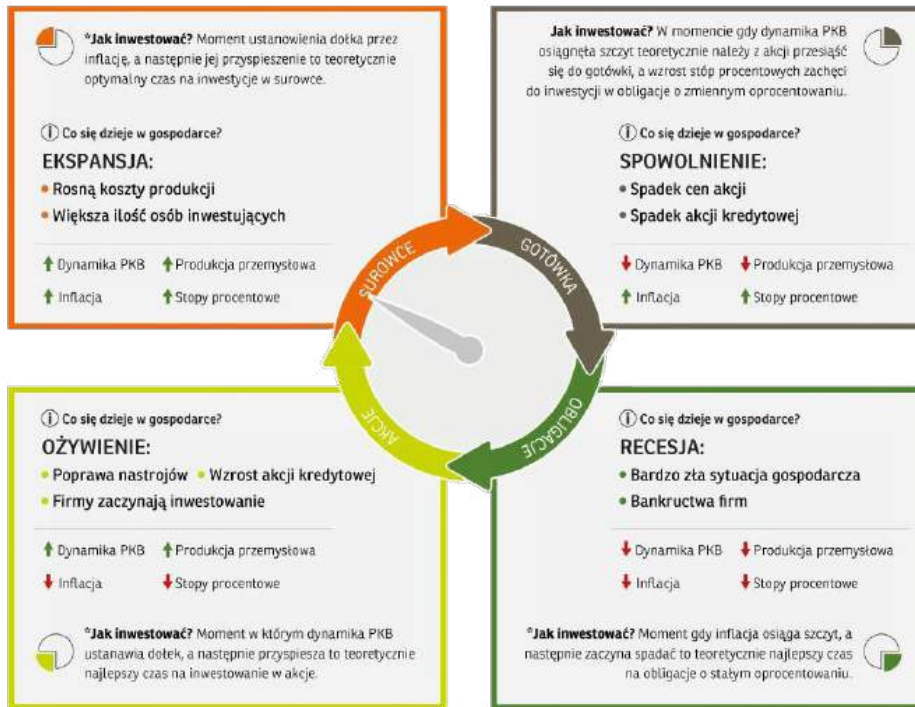 *Jak inwestować? Moment ustanowienia dołka przez
inflację, a następnie jej przyspieszenie to teoretycznie
optymalny czas na inwestycje w surowce.
i Co się dzieje w gospodarce?
EKSPANSJA:
• Rosną koszty produkcji
• Większa ilość osób inwestujących
↑ Dynamika PKB ↑ Produkcja przemysłowa
↑ Inflacja ↑ Stopy procentowe
Jak inwestować? W momencie gdy dynamika PKB
osiągnęła szczyt teoretycznie należy z akcji przesiąść
się do gotówki, a wzrost stóp procentowych zachęci
do inwestycji w obligacje o zmiennym oprocentowaniu.
i Co się dzieje w gospodarce?
SPOWOLNIENIE:
• Spadek cen akcji
• Spadek akcji kredytowej
↓ Dynamika PKB ↓ Produkcja przemysłowa
↑ Inflacja ↑ Stopy procentowe
SUROWCE
GOTÓWKA
AKCJE
OBLIGACJE
i Co się dzieje w gospodarce?
OŻYWIENIE:
• Poprawa nastrojów • Wzrost akcji kredytowej
• Firmy zaczynają inwestowanie
↑ Dynamika PKB ↑ Produkcja przemysłowa
↓ Inflacja ↓ Stopy procentowe
*Jak inwestować? Moment w którym dynamika PKB
ustanawia dołek, a następnie przyspiesza to teoretycznie
najlepszy czas na inwestowanie w akcje.
i Co się dzieje w gospodarce?
RECESJA:
• Bardzo zła sytuacja gospodarcza
• Bankructwa firm
↓ Dynamika PKB ↓ Produkcja przemysłowa
↓ Inflacja ↓ Stopy procentowe
*Jak inwestować? Moment gdy inflacja osiąga szczyt, a
następnie zaczyna spadać to teoretycznie najlepszy czas
na obligacje o stałym oprocentowaniu.